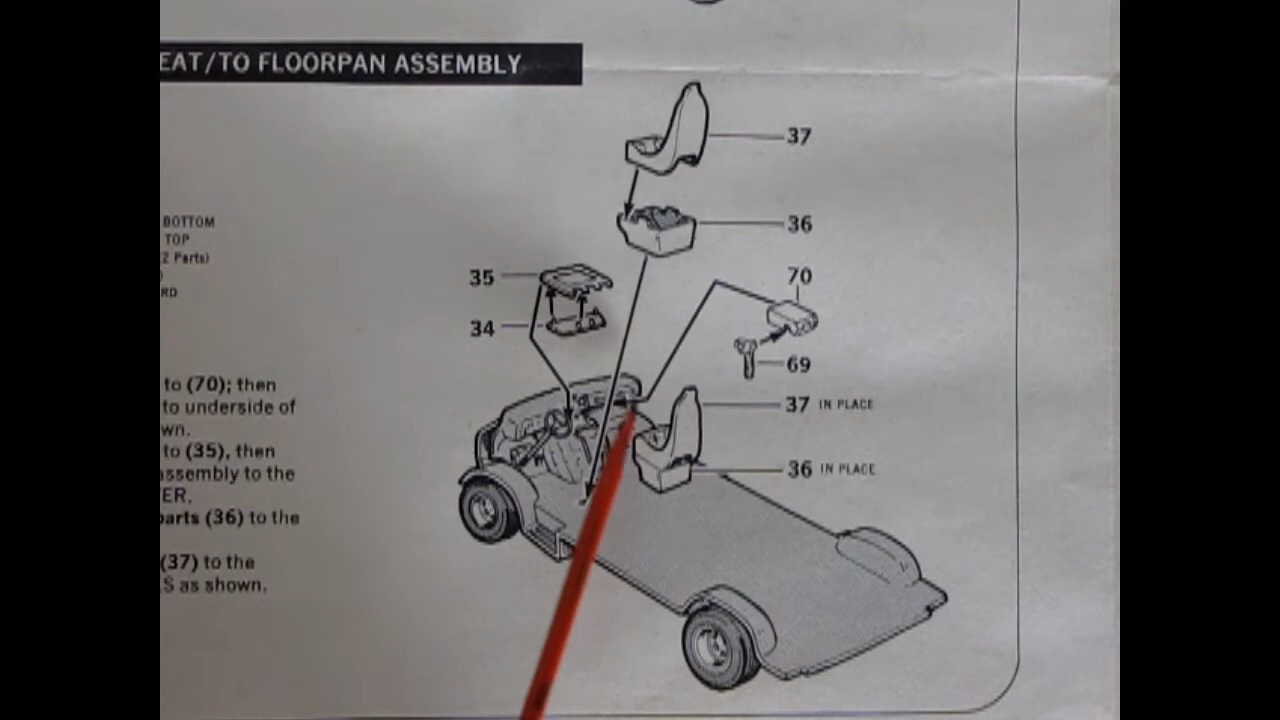 EAT/TO FLOORPAN ASSEMBLY
37
BOTTOM
TOP
2 Parts)
)
RD
36
35
70
34
69
to (70); then
to underside of
wn.
to (35), then
assembly to the
ER.
parts (36) to the
(37) to the
S as shown.
37 IN PLACE
36 IN PLACE